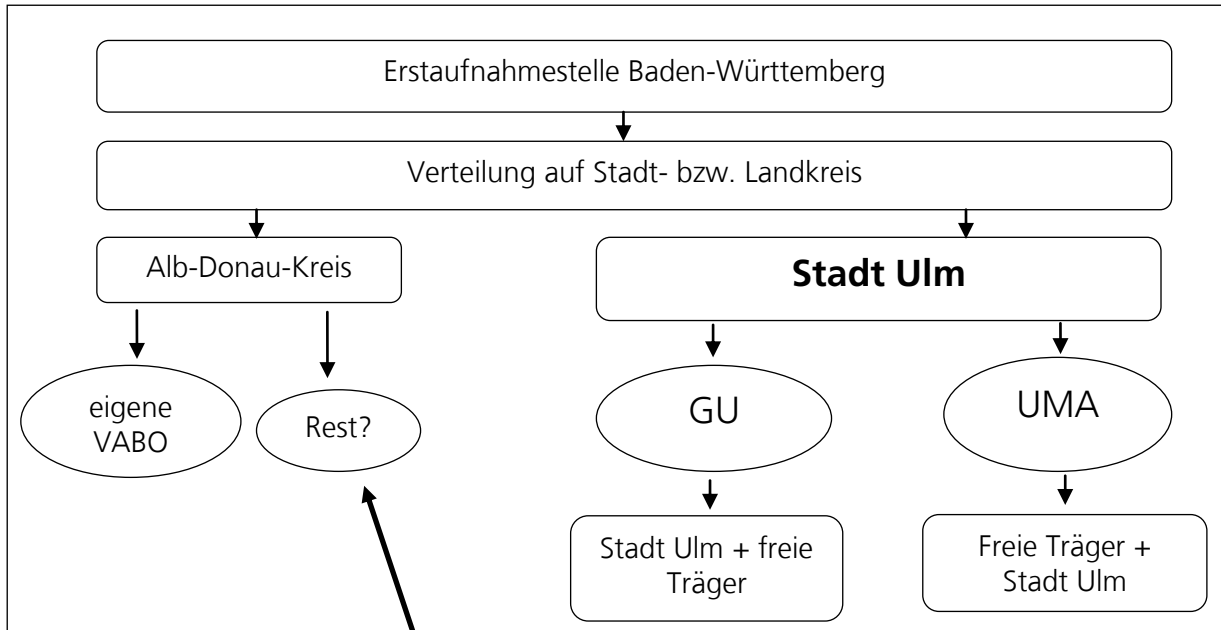 Erstaufnahmestelle Baden-Württemberg
Verteilung auf Stadt- bzw. Landkreis
Alb-Donau-Kreis
Stadt Ulm
eigene
VABO
Rest?
GU
UMA
Stadt Ulm + freie
Träger
Freie Träger +
Stadt Ulm